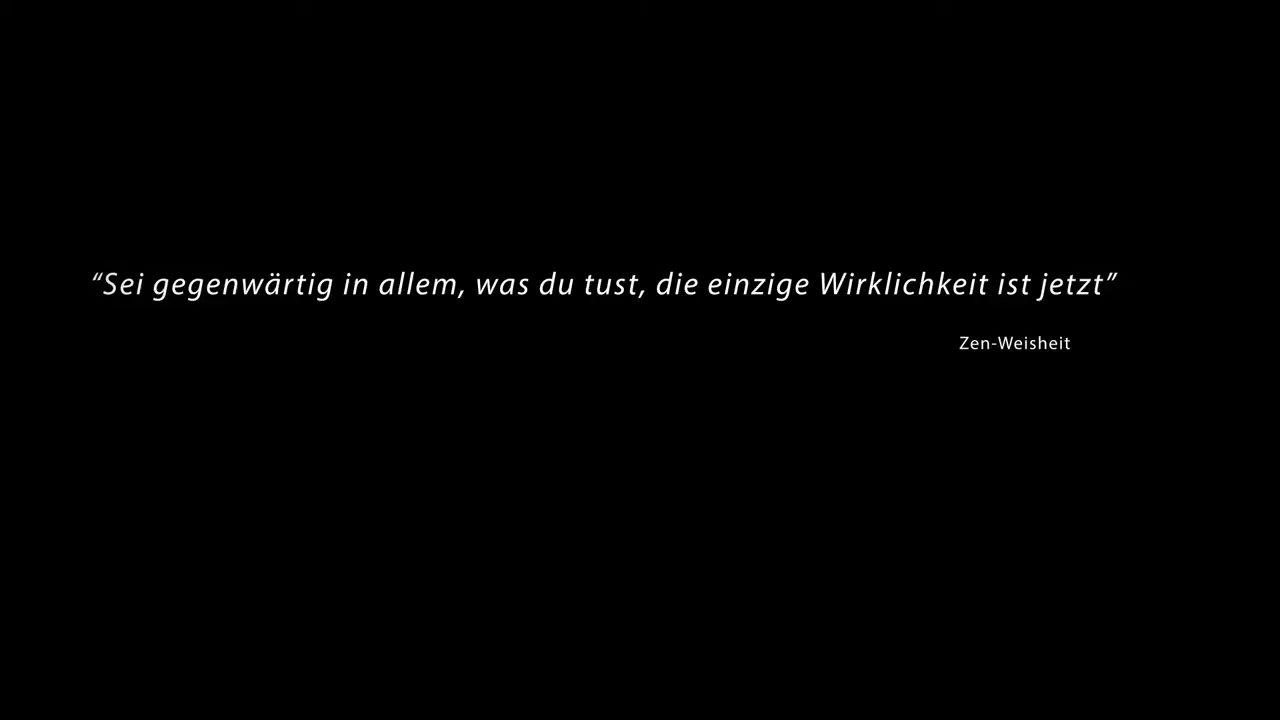 “Sei gegenwärtig in allem, was du tust, die einzige Wirklichkeit ist jetzt”
Zen-Weisheit